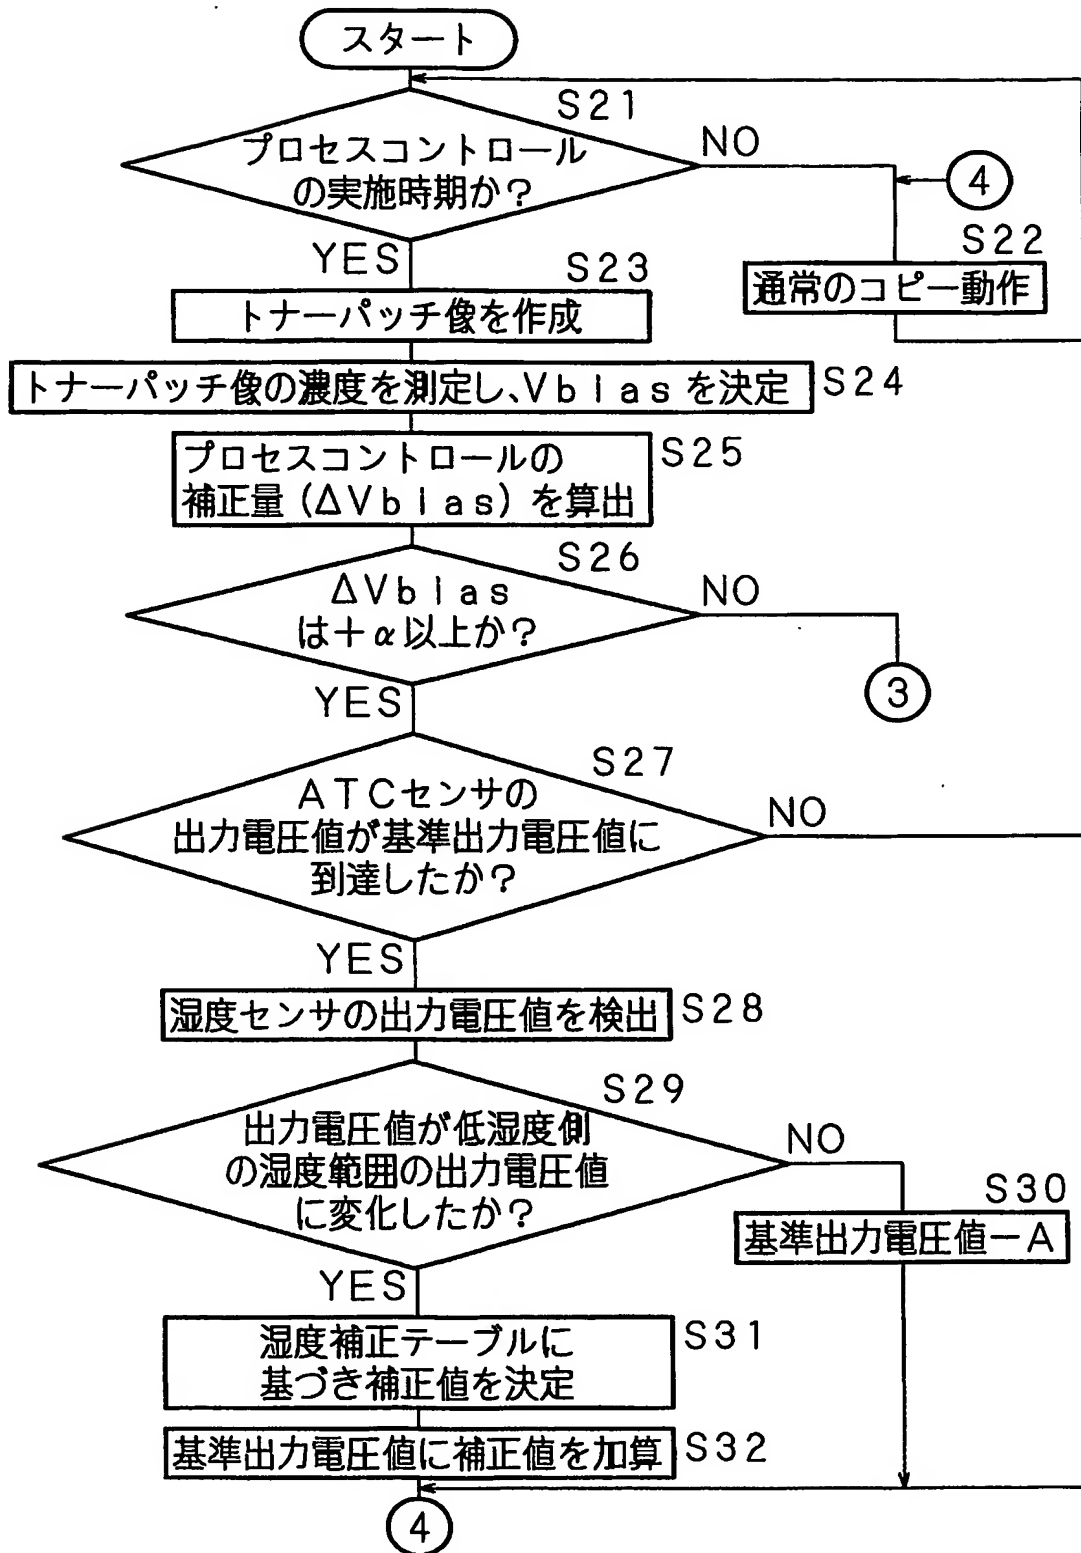 スタート
S21
プロセスコントロール
の実施時期か？
NO
④
YES
S22
通常のコピー動作
S23
トナーパッチ像を作成
トナーパッチ像の濃度を測定し、Vbiasを決定
S24
プロセスコントロールの
補正量(ΔVbias)を算出
S25
S26
ΔVbias
は＋α以上か？
NO
③
YES
S27
ATCセンサの
出力電圧値が基準出力電圧値に
到達したか？
NO
YES
湿度センサの出力電圧値を検出
S28
S29
出力電圧値が低湿度側
の湿度範囲の出力電圧値
に変化したか？
NO
S30
基準出力電圧値－A
YES
湿度補正テーブルに
基づき補正値を決定
S31
基準出力電圧値に補正値を加算
S32
④